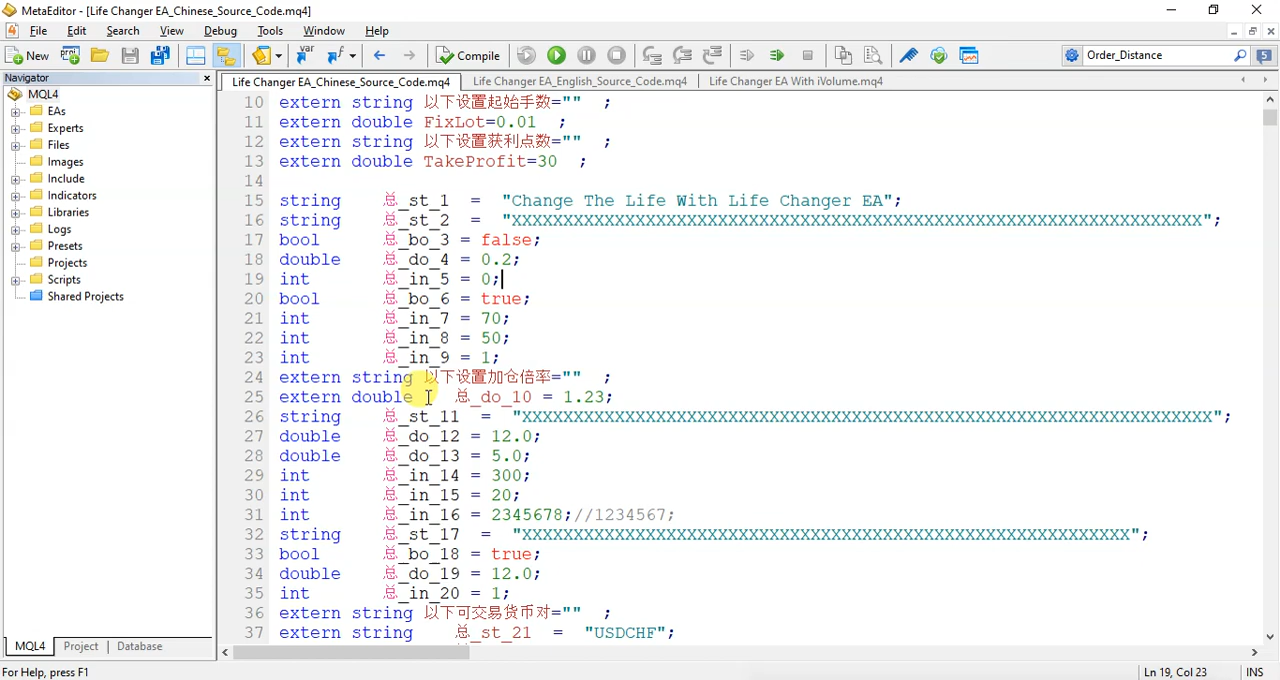 MetaEditor - [Life Changer EA_Chinese_Source_Code.mq4]
File Edit Search View Debug Tools Window Help
New Compile Order_Distance 5
Navigator × Life Changer EA_Chinese_Source_Code.mq4 Life Changer EA_English_Source_Code.mq4 Life Changer EA With iVolume.mq4
MQL4
EAs
Experts
Files
Images
Include
Indicators
Libraries
Logs
Presets
Projects
Scripts
Shared Projects
10 extern string 以下设置起始手数="" ;
11 extern double FixLot=0.01 ;
12 extern string 以下设置获利点数="" ;
13 extern double TakeProfit=30 ;
14
15 string 总_st_1 = "Change The Life With Life Changer EA";
16 string 总_st_2 = "XXXXXXXXXXXXXXXXXXXXXXXXXXXXXXXXXXXXXXXXXXXXXXXXXXXXXXXXXXXXXXXXXXX";
17 bool 总_bo_3 = false;
18 double 总_do_4 = 0.2;
19 int 总_in_5 = 0;
20 bool 总_bo_6 = true;
21 int 总_in_7 = 70;
22 int 总_in_8 = 50;
23 int 总_in_9 = 1;
24 extern string 以下设置加仓倍率="" ;
25 extern double 总_do_10 = 1.23;
26 string 总_st_11 = "XXXXXXXXXXXXXXXXXXXXXXXXXXXXXXXXXXXXXXXXXXXXXXXXXXXXXXXXXXXXXXXXXXX";
27 double 总_do_12 = 12.0;
28 double 总_do_13 = 5.0;
29 int 总_in_14 = 300;
30 int 总_in_15 = 20;
31 int 总_in_16 = 2345678;//1234567;
32 string 总_st_17 = "XXXXXXXXXXXXXXXXXXXXXXXXXXXXXXXXXXXXXXXXXXXXXXXXXXXXXXXXXXX";
33 bool 总_bo_18 = true;
34 double 总_do_19 = 12.0;
35 int 总_in_20 = 1;
36 extern string 以下可交易货币对="" ;
37 extern string 总_st_21 = "USDCHF";
MQL4 Project Database
For Help, press F1 Ln 19, Col 23 INS